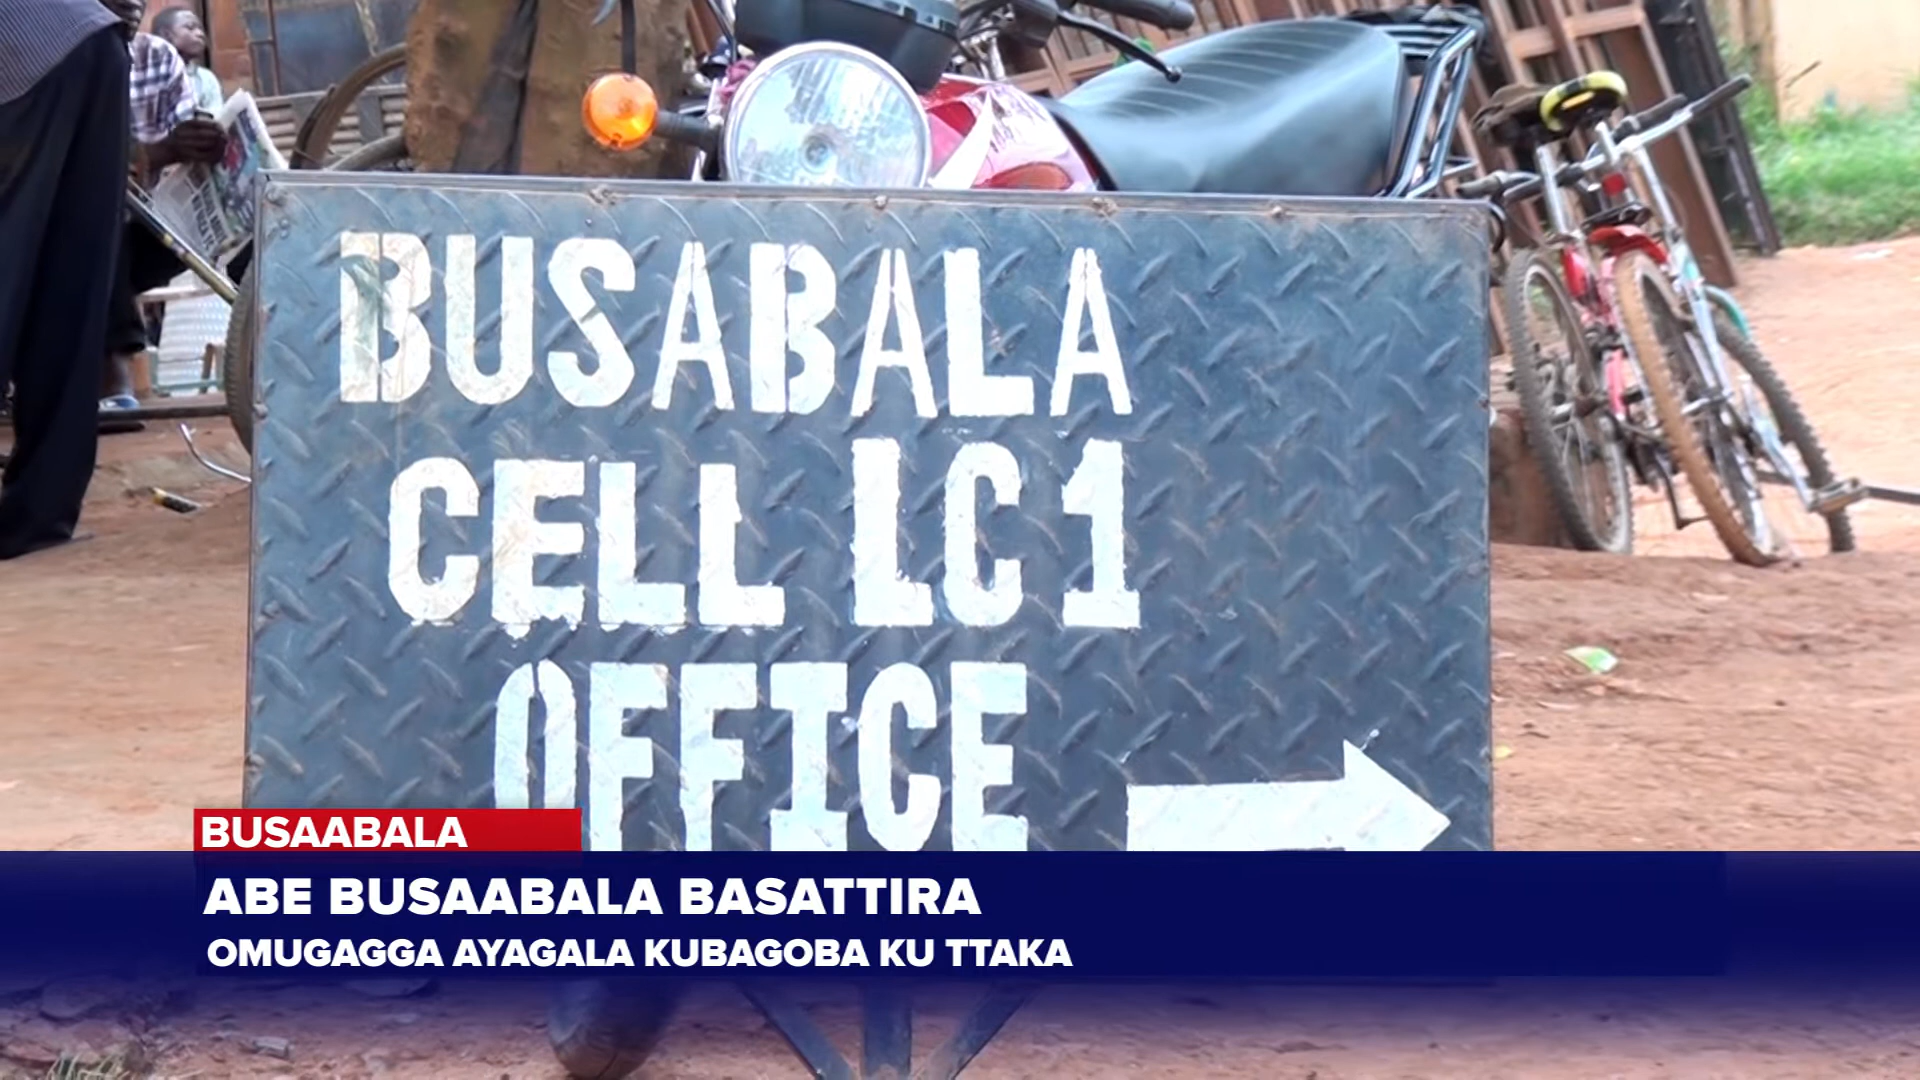 BUSABALA
CELL LC1
OFFICE
BUSAABALA
ABE BUSAABALA BASATTIRA
OMUGAGGA AYAGALA KUBAGOBA KU TTAKA